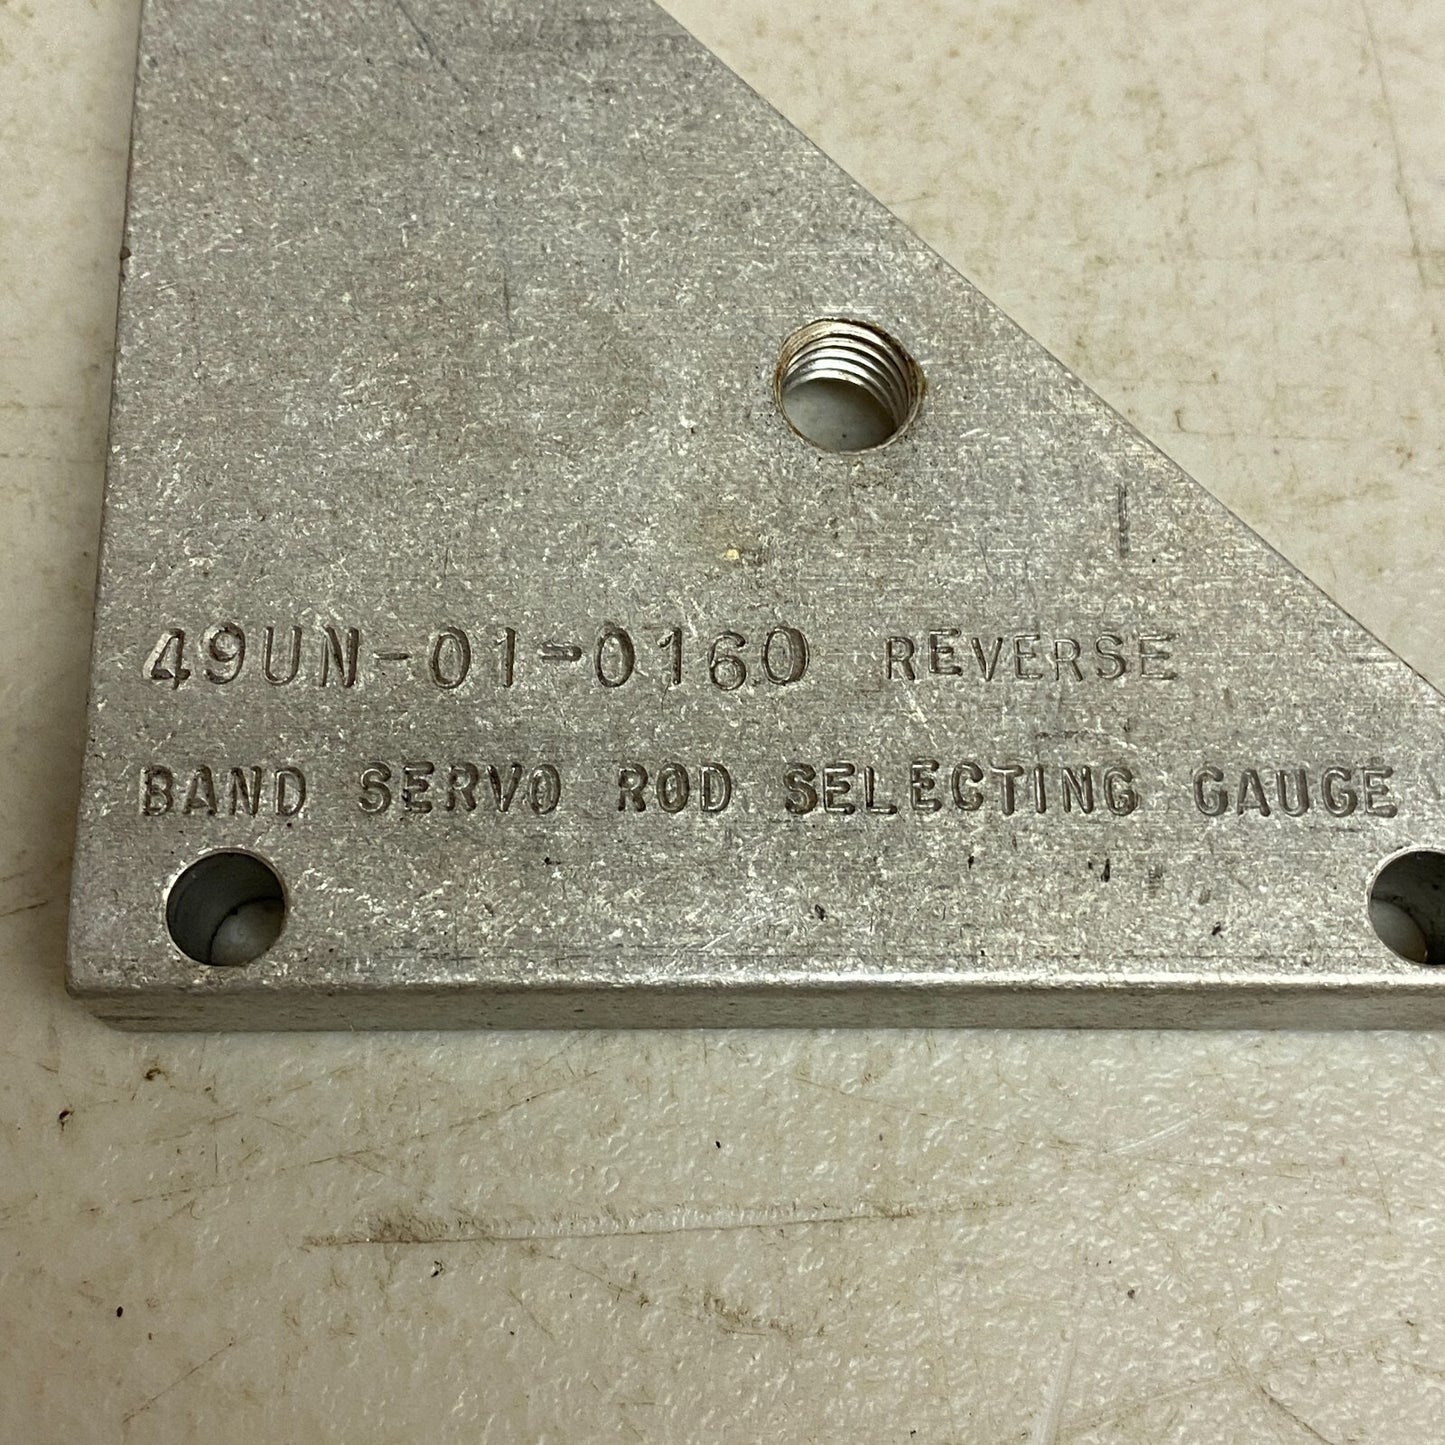 49UN-01-0160 REVERSE
BAND SERVO ROD SELECTING GAUGE